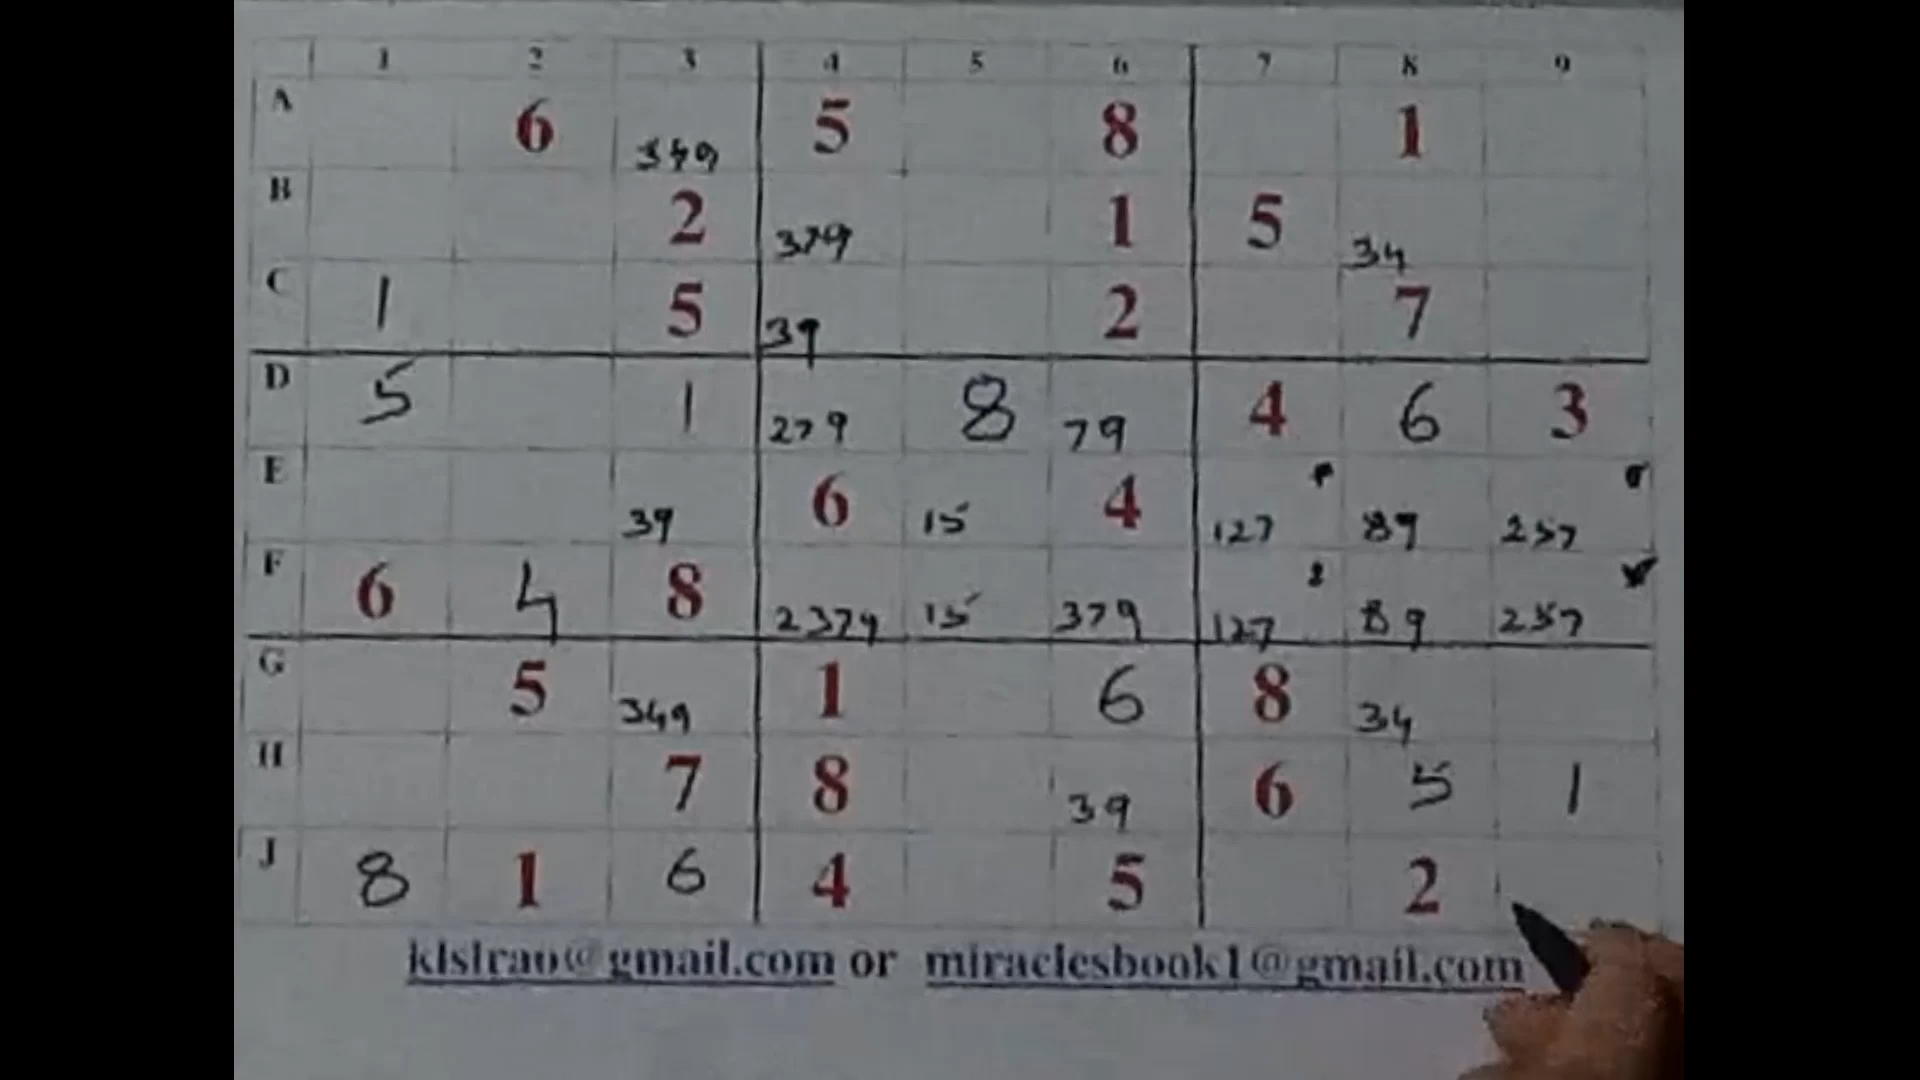 1 2 3 4 5 6 7 8 9
A 6 349 5 8 1
B 2 379 1 5 34
C 1 5 39 2 7
D 5 1 279 8 79 4 6 3
E 39 6 15 4 127 89 257
F 6 4 8 2379 15 379 127 89 257
G 5 349 1 6 8 34
H 7 8 39 6 5 1
J 8 1 6 4 5 2
klslrao@gmail.com or miraclesbook1@gmail.com